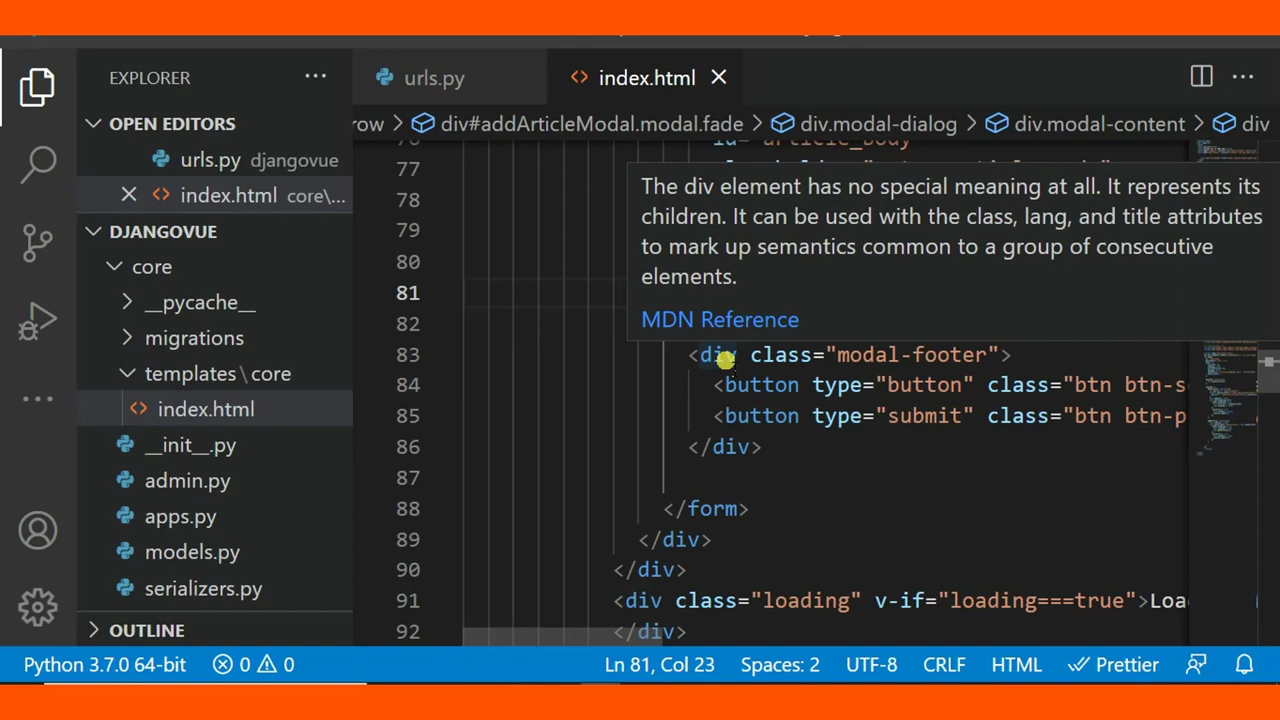 EXPLORER
···
urls.py
index.html
···
OPEN EDITORS
urls.py djangovue
index.html core\...
DJANGOVUE
core
__pycache__
migrations
templates\core
index.html
__init__.py
admin.py
apps.py
models.py
serializers.py
OUTLINE
row > div#addArticleModal.modal.fade > div.modal-dialog > div.modal-content > div
77
78
79
80
81
82
83 <div class="modal-footer">
84 <button type="button" class="btn btn-s
85 <button type="submit" class="btn btn-p
86 </div>
87
88 </form>
89 </div>
90 </div>
91 <div class="loading" v-if="loading===true">Loa
92 </div>
The div element has no special meaning at all. It represents its
children. It can be used with the class, lang, and title attributes
to mark up semantics common to a group of consecutive
elements.
MDN Reference
Python 3.7.0 64-bit
0
0
Ln 81, Col 23
Spaces: 2
UTF-8
CRLF
HTML
Prettier